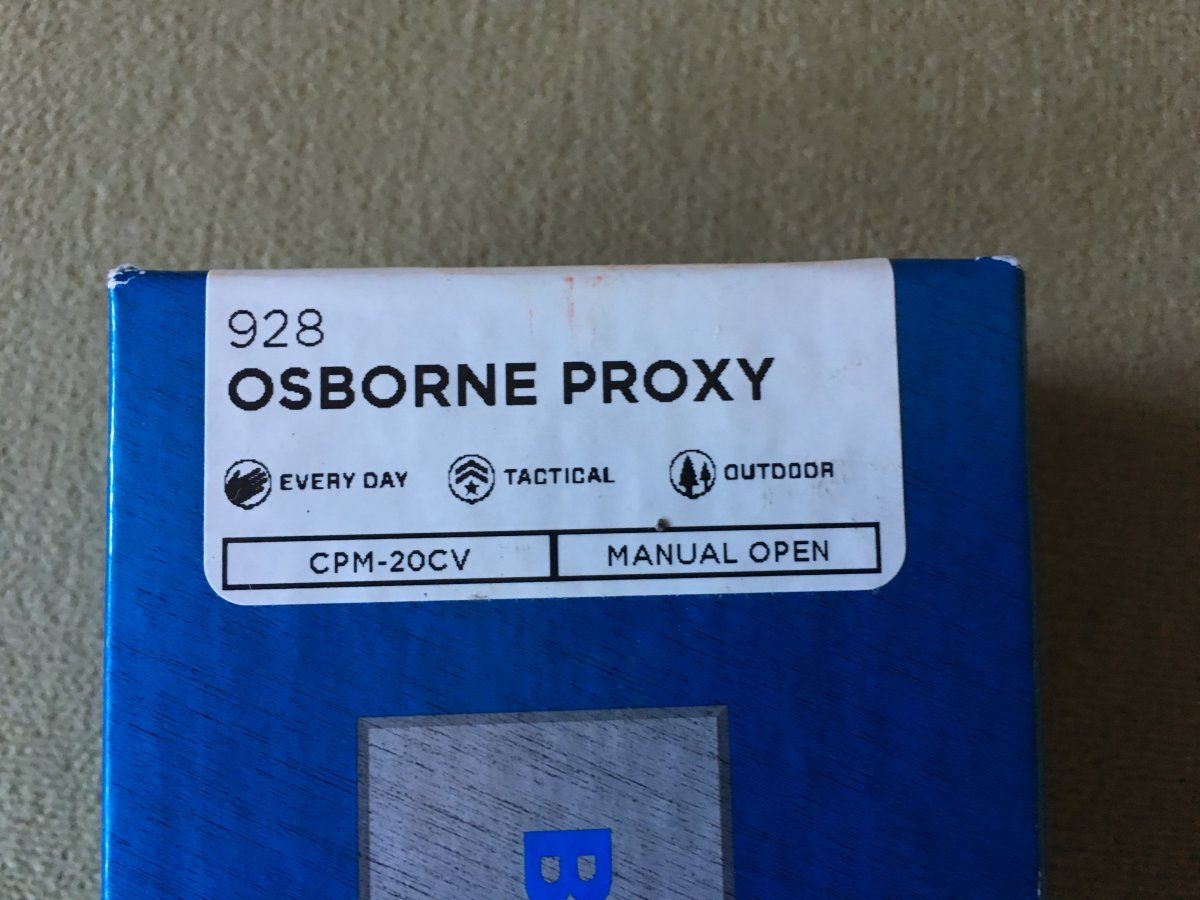 928
OSBORNE PROXY
EVERY DAY TACTICAL OUTDOOR
CPM-20CV MANUAL OPEN
B